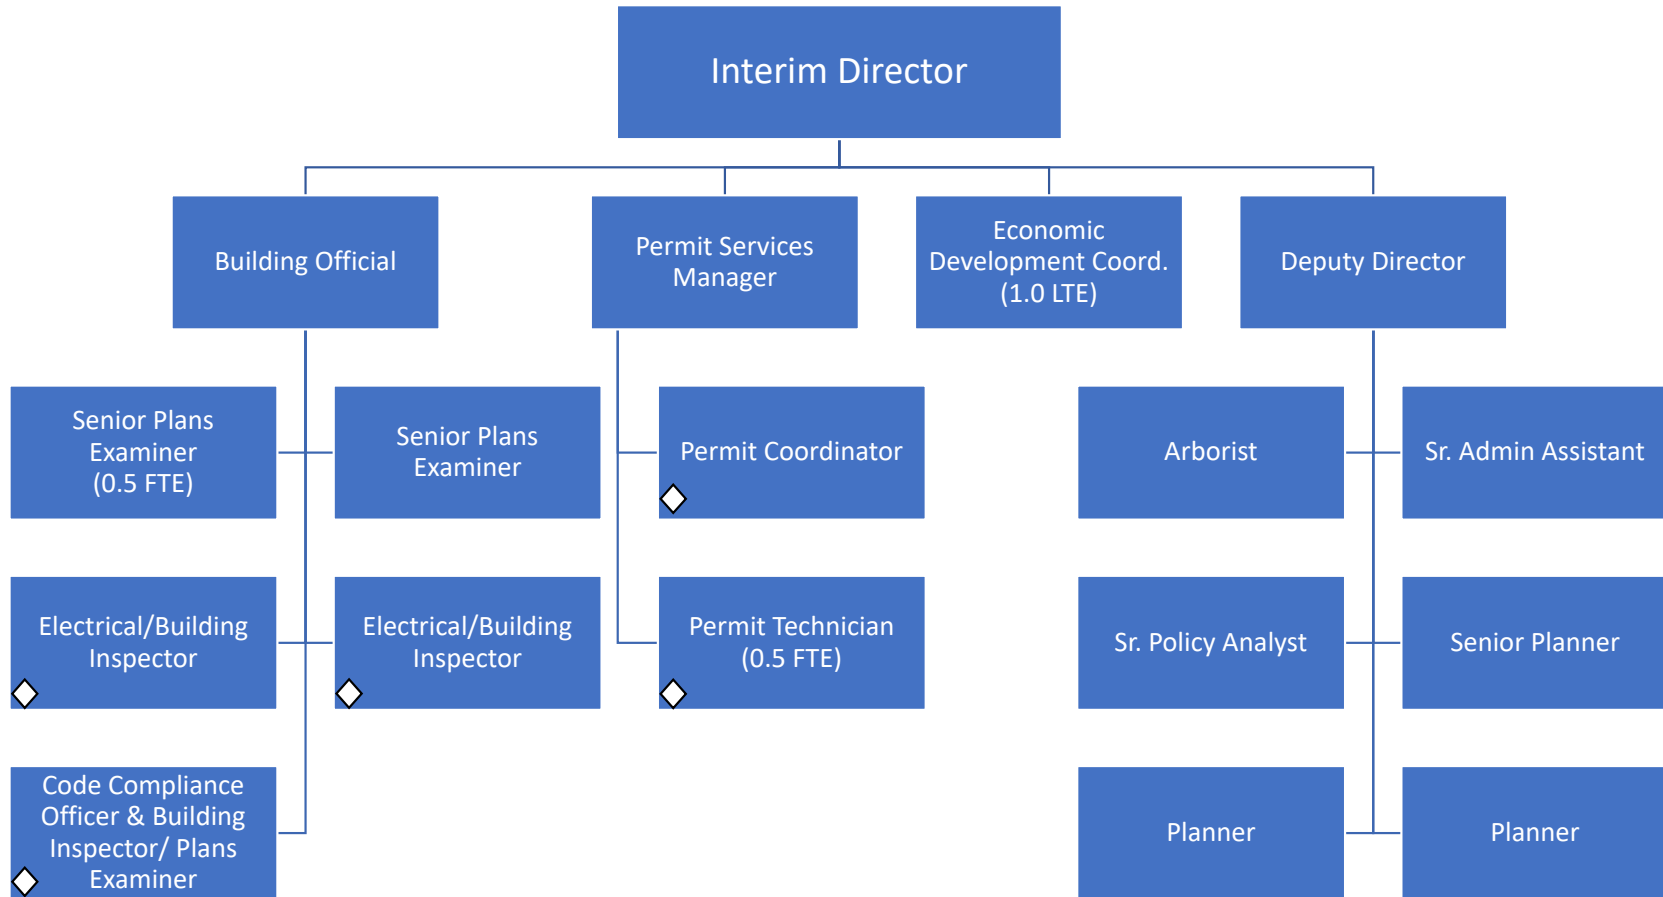 Interim Director
Building Official
Permit Services
Manager
Economic
Development Coord.
(1.0 LTE)
Deputy Director
Senior Plans
Examiner
(0.5 FTE)
Senior Plans
Examiner
Permit Coordinator
Arborist
Sr. Admin Assistant
Electrical/Building
Inspector
Electrical/Building
Inspector
Permit Technician
(0.5 FTE)
Sr. Policy Analyst
Senior Planner
Code Compliance
Officer & Building
Inspector/ Plans
Examiner
Planner
Planner